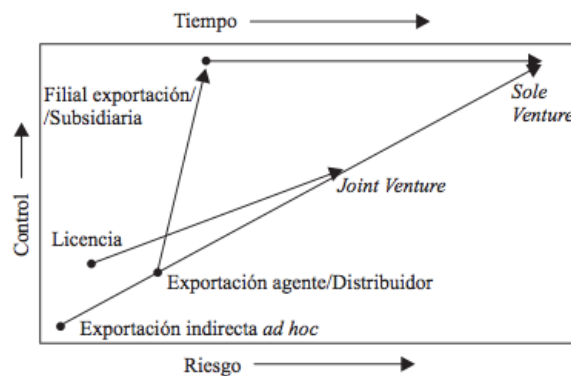 Tiempo
Filial exportación/
/Subsidiaria
Sole
Venture
Control
Joint Venture
Licencia
Exportación agente/Distribuidor
Exportación indirecta ad hoc
Riesgo